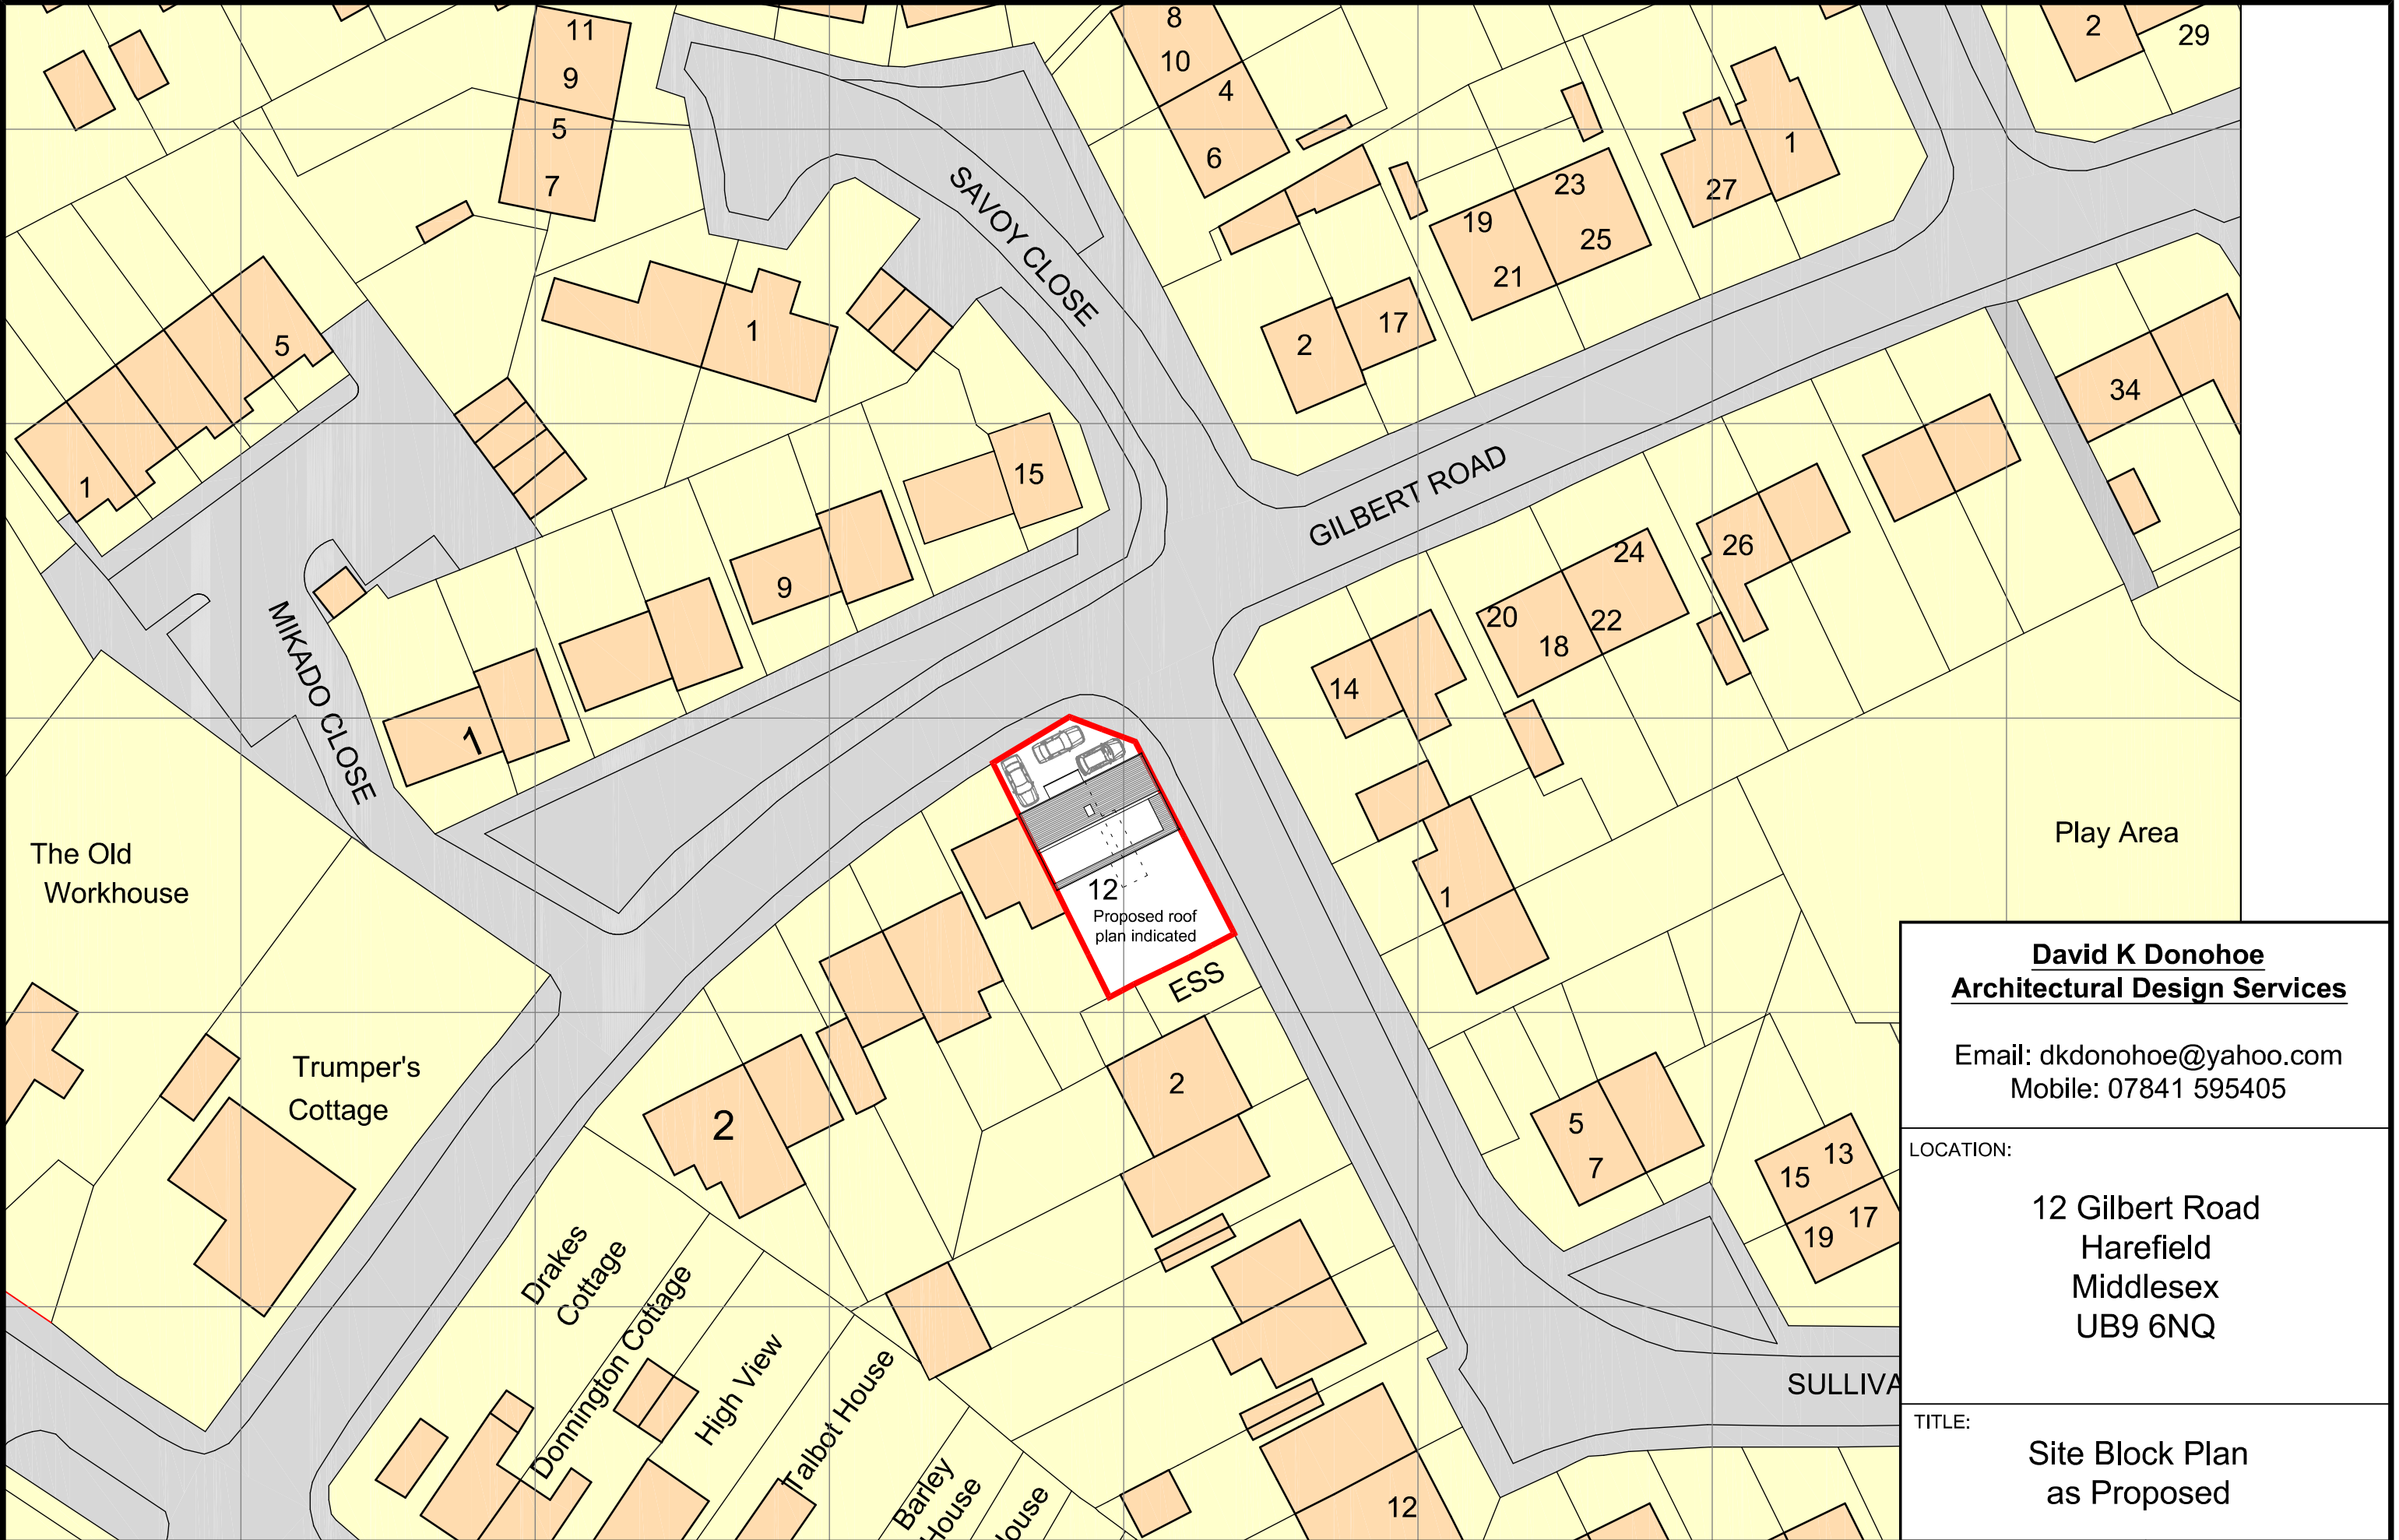 11
9
5
7
8
10
4
6
2
29
1
27
23
19
25
21
17
2
SAVOY CLOSE
1
5
1
15
9
1
MIKADO CLOSE
GILBERT ROAD
34
24
26
20
22
18
14
1
Play Area
The Old
Workhouse
12
Proposed roof
plan indicated
ESS
2
2
Trumper's
Cottage
5
7
13
15
17
19
Drakes
Cottage
Donnington Cottage
High View
Talbot House
Barley
House
House
12
SULLIVA
David K Donohoe
Architectural Design Services
Email: dkdonohoe@yahoo.com
Mobile: 07841 595405
LOCATION:
12 Gilbert Road
Harefield
Middlesex
UB9 6NQ
TITLE:
Site Block Plan
as Proposed